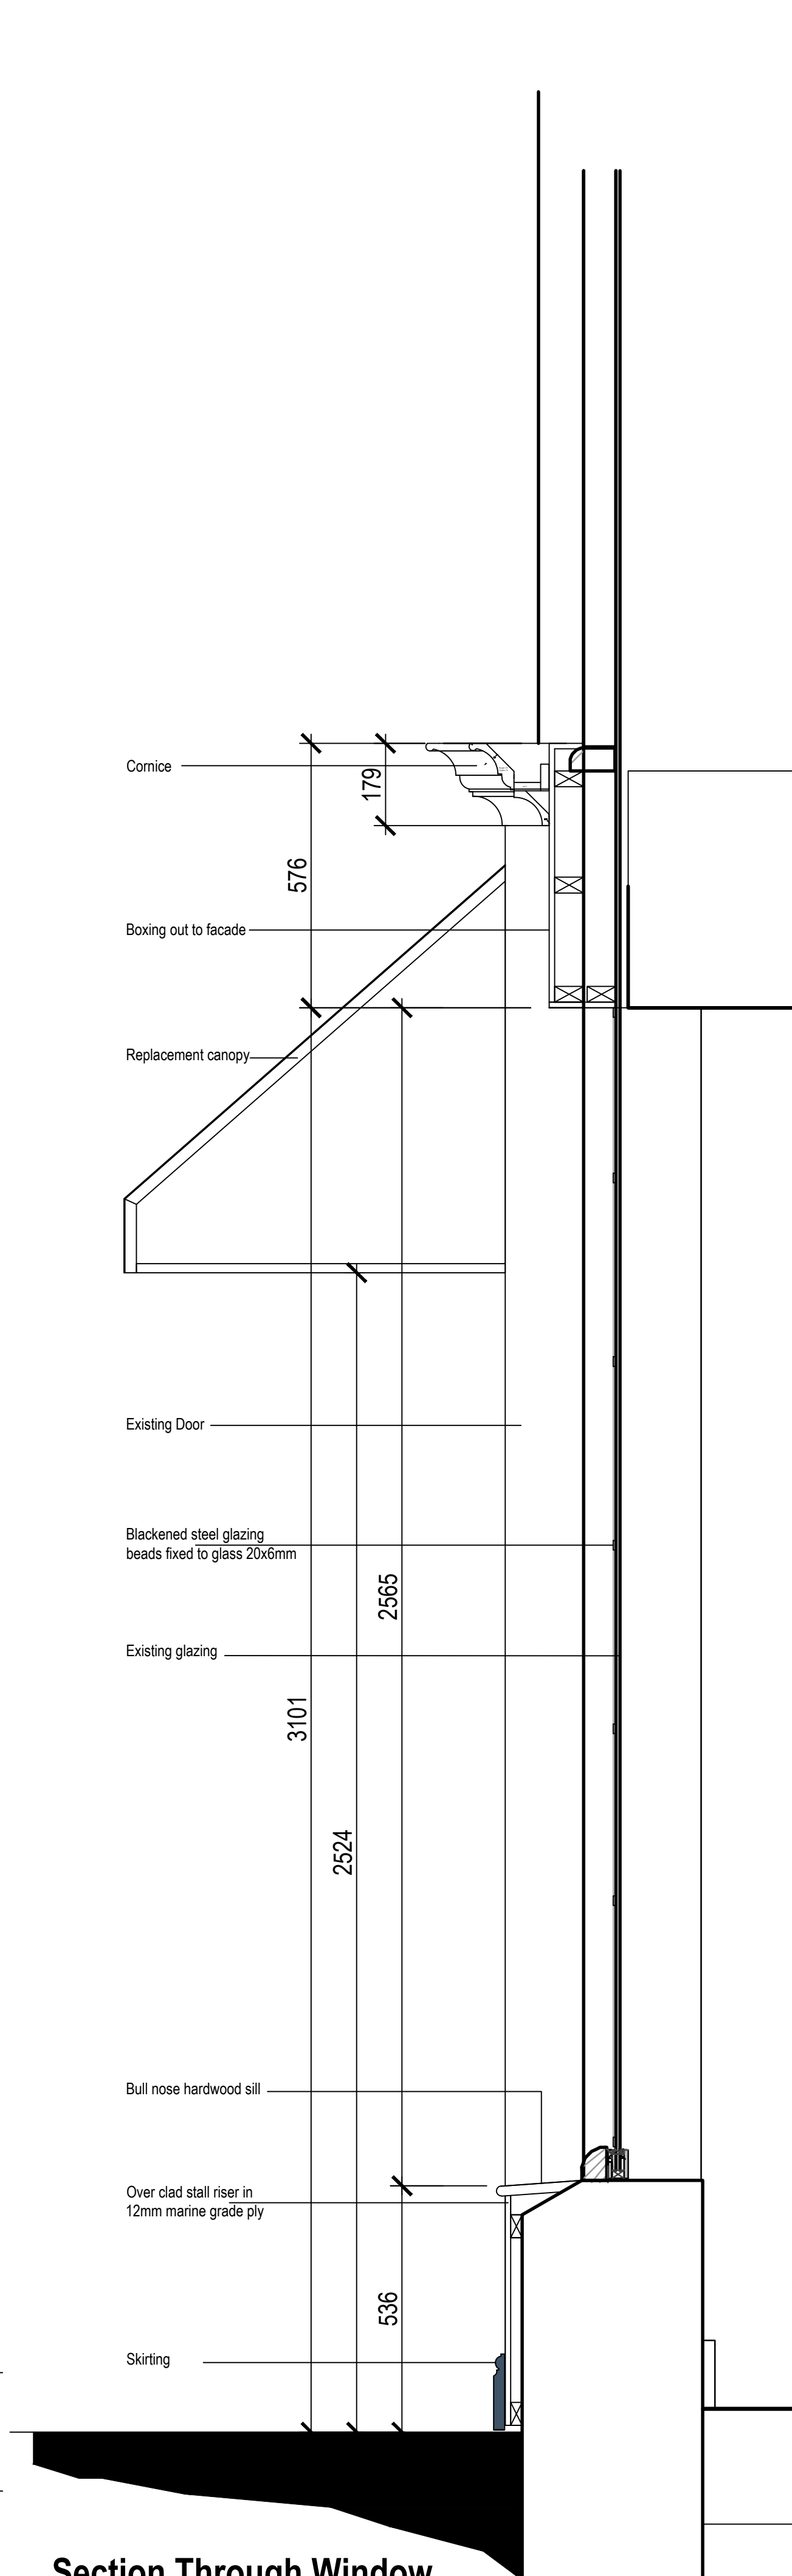 Cornice
179
576
Boxing out to facade
Replacement canopy
Existing Door
Blackened steel glazing
beads fixed to glass 20x6mm
2565
Existing glazing
3101
2524
Bull nose hardwood sill
Over clad stall riser in
12mm marine grade ply
536
Skirting
Section Through Window